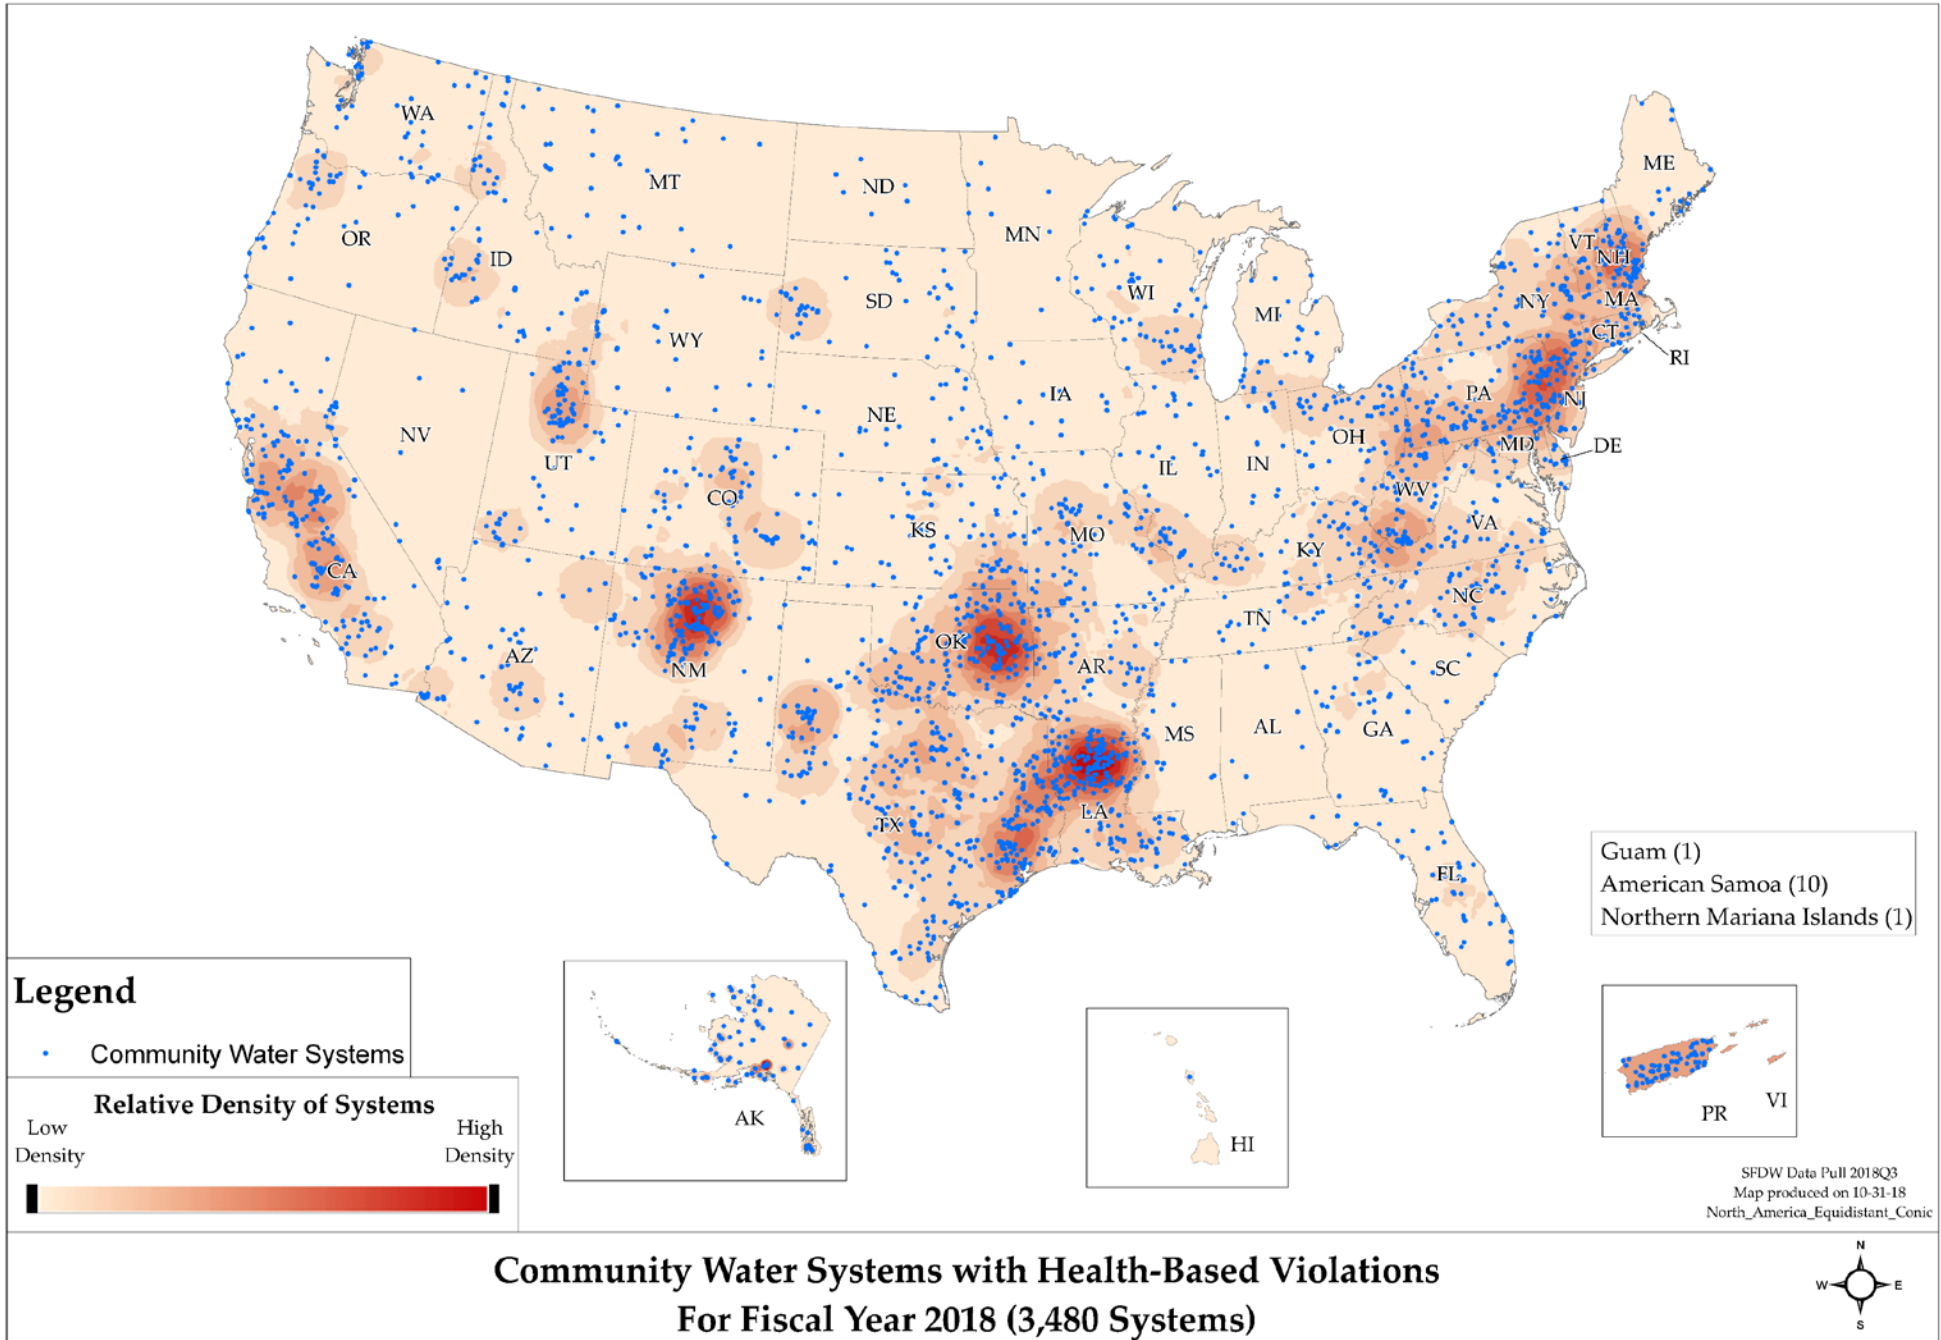 WA
MT
ND
MN
ME
OR
ID
SD
WI
MI
VT
NH
NY
MA
CT
RI
WY
IA
NE
PA
NJ
NV
UT
CO
KS
MO
IL
IN
OH
MD
DE
WV
VA
KY
CA
AZ
NM
OK
AR
TN
NC
SC
MS
AL
GA
TX
LA
FL
Guam (1)
American Samoa (10)
Northern Mariana Islands (1)
Legend
Community Water Systems
Relative Density of Systems
Low
Density
High
Density
AK
HI
PR
VI
SFDW Data Pull 2018Q3
Map produced on 10-31-18
North_America_Equidistant_Conic
Community Water Systems with Health-Based Violations
For Fiscal Year 2018 (3,480 Systems)
N
W
E
S